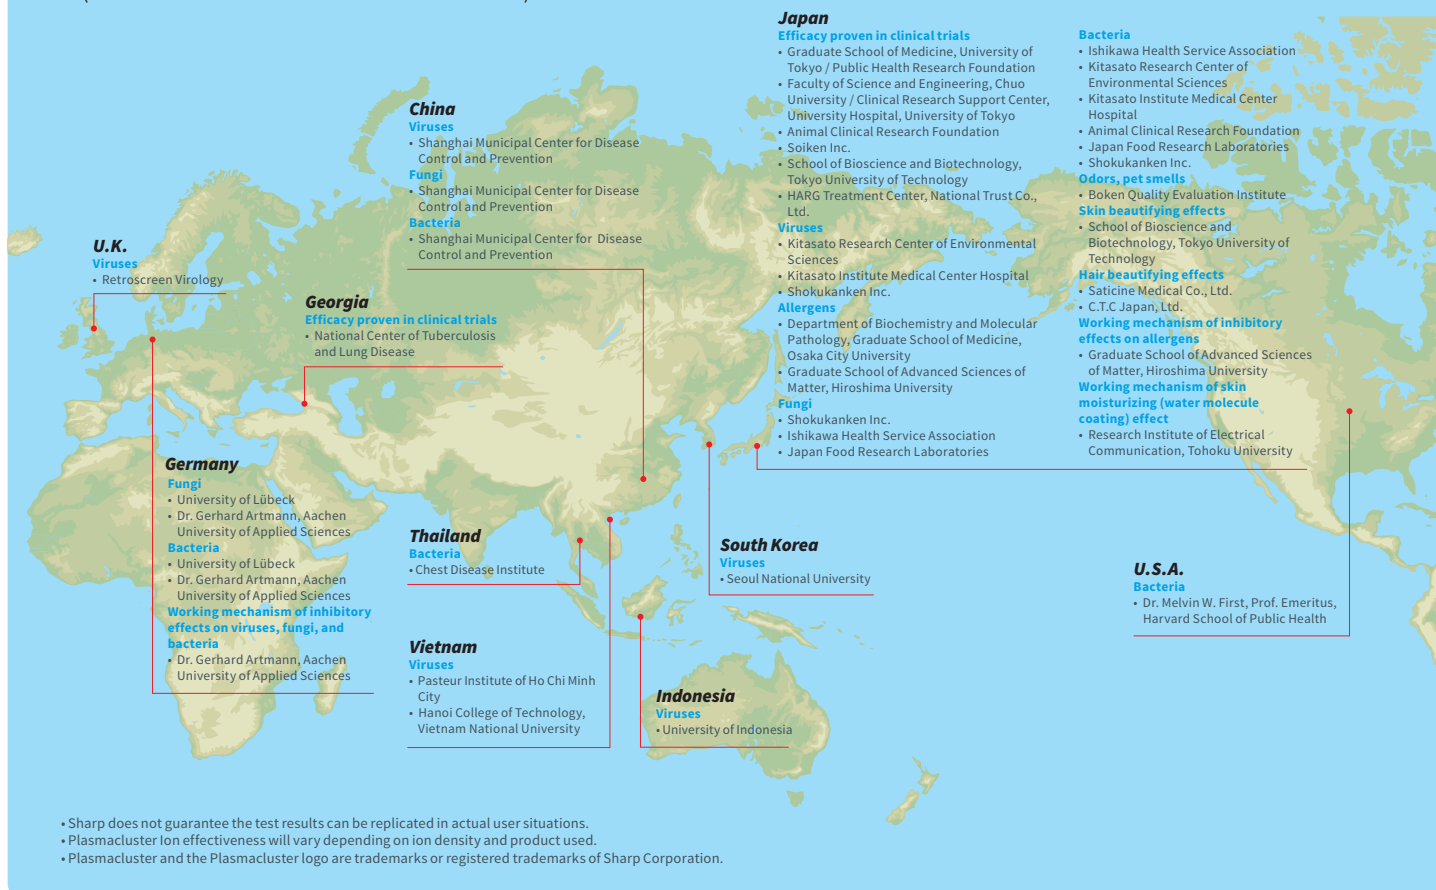 U.K.
Viruses
• Retroscreen Virology
China
Viruses
• Shanghai Municipal Center for Disease
Control and Prevention
Fungi
• Shanghai Municipal Center for Disease
Control and Prevention
Bacteria
• Shanghai Municipal Center for Disease
Control and Prevention
Georgia
Efficacy proven in clinical trials
• National Center of Tuberculosis
and Lung Disease
Germany
Fungi
• University of Lübeck
• Dr. Gerhard Artmann, Aachen
University of Applied Sciences
Bacteria
• University of Lübeck
• Dr. Gerhard Artmann, Aachen
University of Applied Sciences
Working mechanism of inhibitory
effects on viruses, fungi, and
bacteria
• Dr. Gerhard Artmann, Aachen
University of Applied Sciences
Thailand
Bacteria
• Chest Disease Institute
Vietnam
Viruses
• Pasteur Institute of Ho Chi Minh
City
• Hanoi College of Technology,
Vietnam National University
Japan
Efficacy proven in clinical trials
• Graduate School of Medicine, University of
Tokyo / Public Health Research Foundation
• Faculty of Science and Engineering, Chuo
University / Clinical Research Support Center,
University Hospital, University of Tokyo
• Animal Clinical Research Foundation
• Soiken Inc.
• School of Bioscience and Biotechnology,
Tokyo University of Technology
• HARG Treatment Center, National Trust Co.,
Ltd.
Viruses
• Kitasato Research Center of Environmental
Sciences
• Kitasato Institute Medical Center Hospital
• Shokukanken Inc.
Allergens
• Department of Biochemistry and Molecular
Pathology, Graduate School of Medicine,
Osaka City University
• Graduate School of Advanced Sciences of
Matter, Hiroshima University
Fungi
• Shokukanken Inc.
• Ishikawa Health Service Association
• Japan Food Research Laboratories
Bacteria
• Ishikawa Health Service Association
• Kitasato Research Center of
Environmental Sciences
• Kitasato Institute Medical Center
Hospital
• Animal Clinical Research Foundation
• Japan Food Research Laboratories
• Shokukanken Inc.
Odors, pet smells
• Boken Quality Evaluation Institute
Skin beautifying effects
• School of Bioscience and
Biotechnology, Tokyo University of
Technology
Hair beautifying effects
• Saticine Medical Co., Ltd.
• C.T.C Japan, Ltd.
Working mechanism of inhibitory
effects on allergens
• Graduate School of Advanced Sciences
of Matter, Hiroshima University
Working mechanism of skin
moisturizing (water molecule
coating) effect
• Research Institute of Electrical
Communication, Tohoku University
South Korea
Viruses
• Seoul National University
Indonesia
Viruses
• University of Indonesia
U.S.A.
Bacteria
• Dr. Melvin W. First, Prof. Emeritus,
Harvard School of Public Health
• Sharp does not guarantee the test results can be replicated in actual user situations.
• Plasmacluster Ion effectiveness will vary depending on ion density and product used.
• Plasmacluster and the Plasmacluster logo are trademarks or registered trademarks of Sharp Corporation.